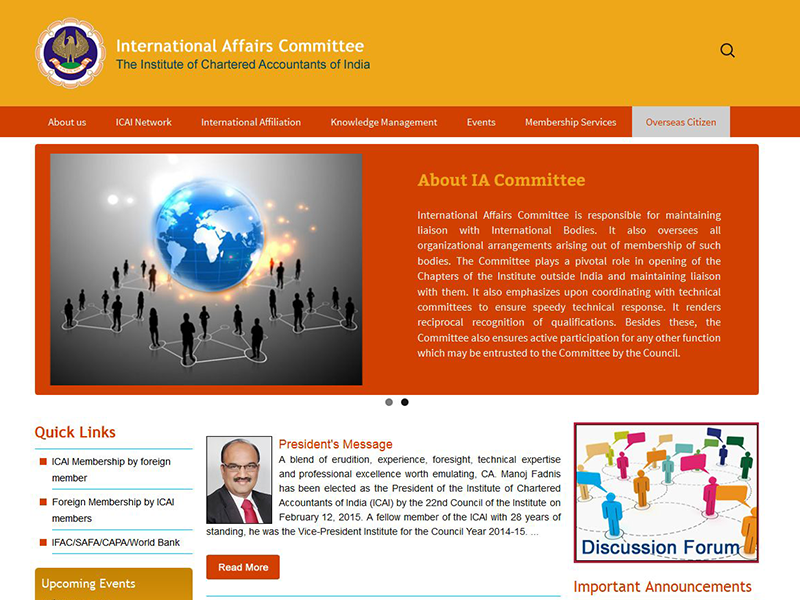 International Affairs Committee
The Institute of Chartered Accountants of India
About us ICAI Network International Affiliation Knowledge Management Events Membership Services Overseas Citizen
About IA Committee
International Affairs Committee is responsible for maintaining
liaison with International Bodies. It also oversees all
organizational arrangements arising out of membership of such
bodies. The Committee plays a pivotal role in opening of the
Chapters of the Institute outside India and maintaining liaison
with them. It also emphasizes upon coordinating with technical
committees to ensure speedy technical response. It renders
reciprocal recognition of qualifications. Besides these, the
Committee also ensures active participation for any other function
which may be entrusted to the Committee by the Council.
Quick Links
ICAI Membership by foreign
member
Foreign Membership by ICAI
members
IFAC/SAFA/CAPA/World Bank
Upcoming Events
President's Message
A blend of erudition, experience, foresight, technical expertise
and professional excellence worth emulating, CA. Manoj Fadnis
has been elected as the President of the Institute of Chartered
Accountants of India (ICAI) by the 22nd Council of the Institute on
February 12, 2015. A fellow member of the ICAI with 28 years of
standing, he was the Vice-President Institute for the Council Year 2014-15. ...
Read More
Discussion Forum
Important Announcements